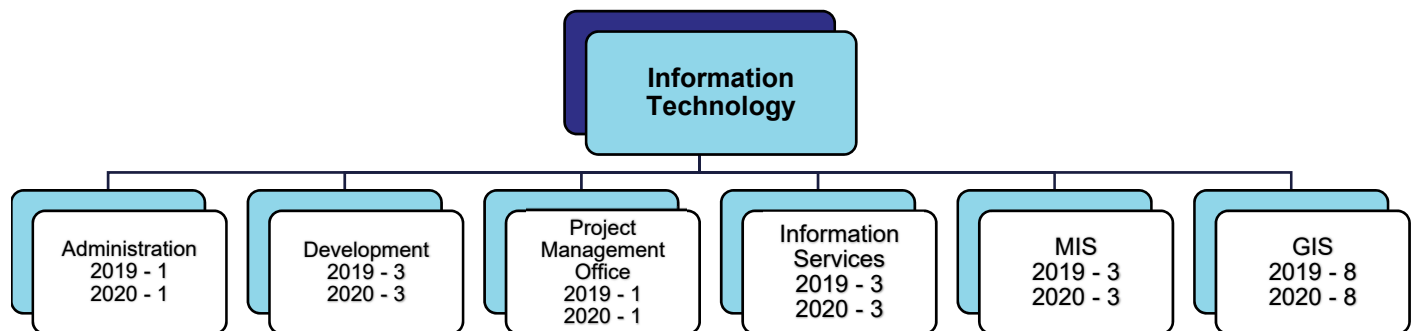 Information
Technology
Administration
2019 - 1
2020 - 1
Development
2019 - 3
2020 - 3
Project
Management
Office
2019 - 1
2020 - 1
Information
Services
2019 - 3
2020 - 3
MIS
2019 - 3
2020 - 3
GIS
2019 - 8
2020 - 8